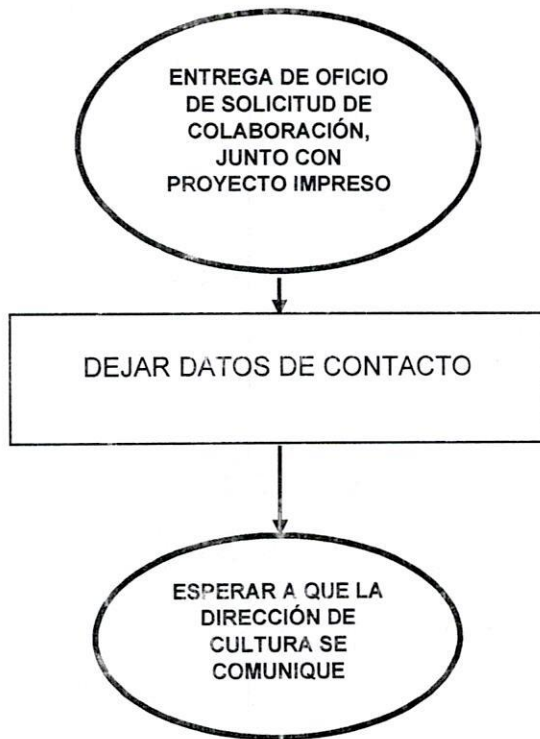 ENTREGA DE OFICIO
DE SOLICITUD DE
COLABORACIÓN,
JUNTO CON
PROYECTO IMPRESO
DEJAR DATOS DE CONTACTO
ESPERAR A QUE LA
DIRECCIÓN DE
CULTURA SE
COMUNIQUE